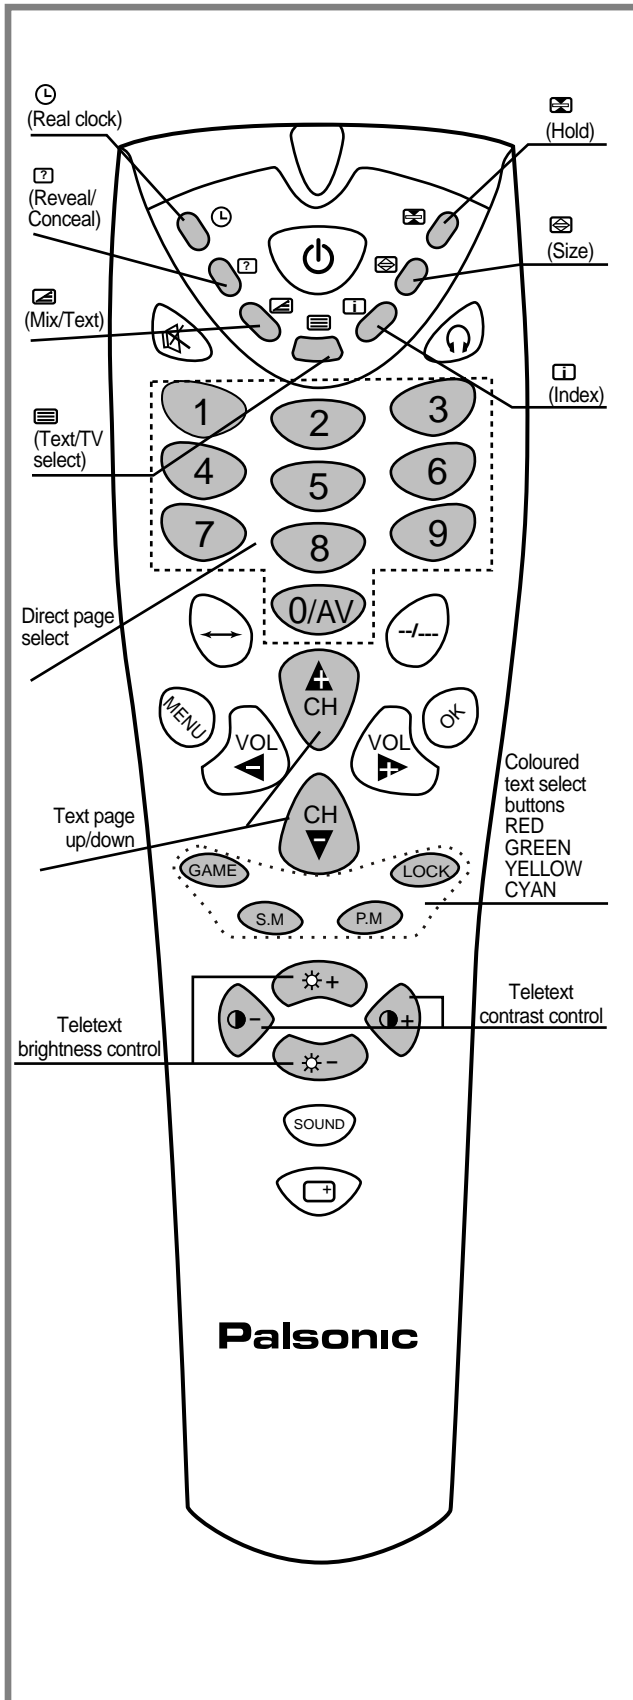 (Real clock)
(Hold)
?
(Reveal/
Conceal)
(Size)
?
(Mix/Text)
i
i
(Index)
(Text/TV
select)
1
2
3
4
5
6
7
8
9
0/AV
Direct page
select
--/---
+
CH
MENU
OK
VOL
-
VOL
+
CH
-
Text page
up/down
Coloured
text select
buttons
RED
GREEN
YELLOW
CYAN
GAME
LOCK
S.M
P.M
+
-
+
-
Teletext
brightness control
Teletext
contrast control
SOUND
+
Palsonic